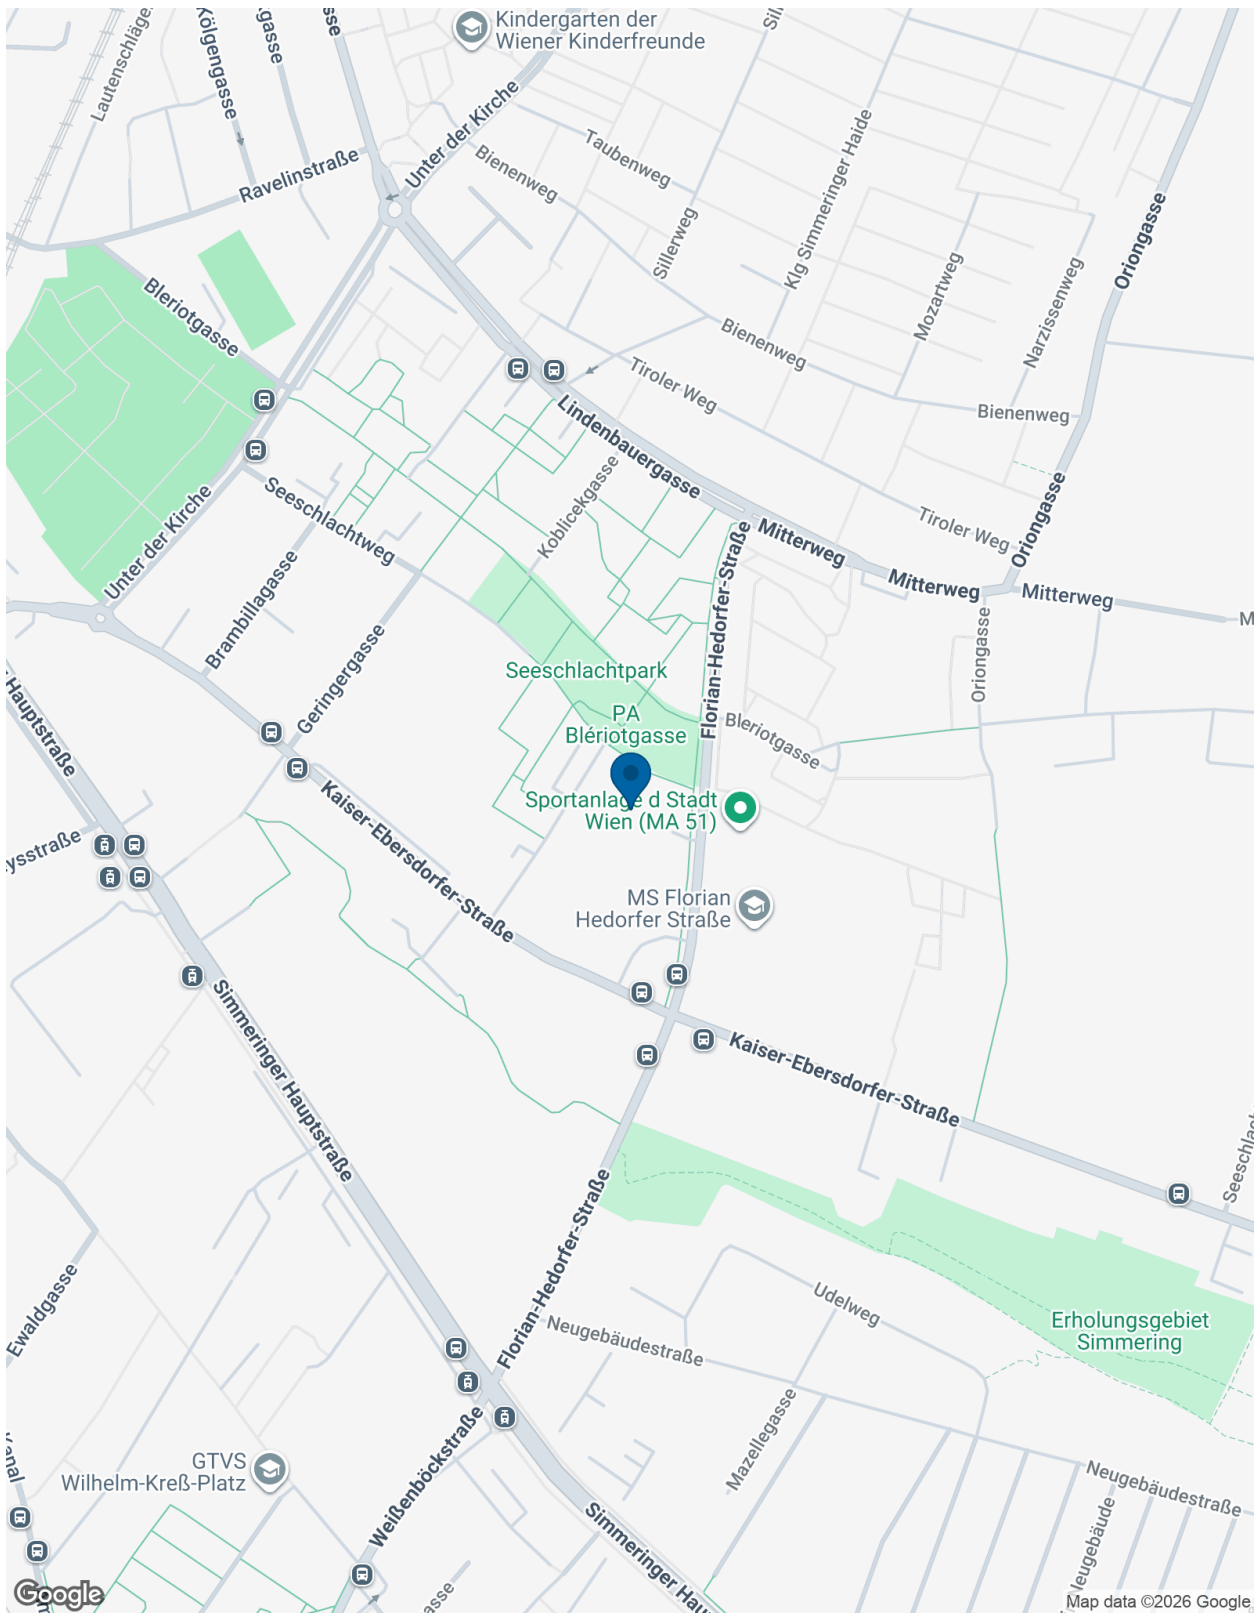 Kindergarten der
Wiener Kinderfreunde
Kölgengasse
Unter der Kirche
Taubenweg
Bienenweg
Ravelinstraße
Klg Simmeringer Haide
Sillerweg
Oriongasse
Mozartweg
Narzissenweg
Bleriotgasse
Bienenweg
Tiroler Weg
Bienenweg
Lindenbauergasse
Koblicekgasse
Seeschlachtweg
Unter der Kirche
Tiroler Weg
Oriongasse
Mitterweg
Mitterweg
Mitterweg
Brambillagasse
Geringergasse
Florian-Hedorfer-Straße
Oriongasse
Seeschlachtpark
PA
Blériotgasse
Bleriotgasse
Hauptstraße
Sportanlage d Stadt
Wien (MA 51)
Kaiser-Ebersdorfer-Straße
MS Florian
Hedorfer Straße
Simmeringer Hauptstraße
Kaiser-Ebersdorfer-Straße
Florian-Hedorfer-Straße
Ewaldgasse
Udelweg
Neugebäudestraße
Erholungsgebiet
Simmering
Mazellegasse
GTVS
Wilhelm-Kreß-Platz
Weißenböckstraße
Neugebäudestraße
Neugebäude
Simmeringer Hau
Kanal
Google
Map data ©2026 Google